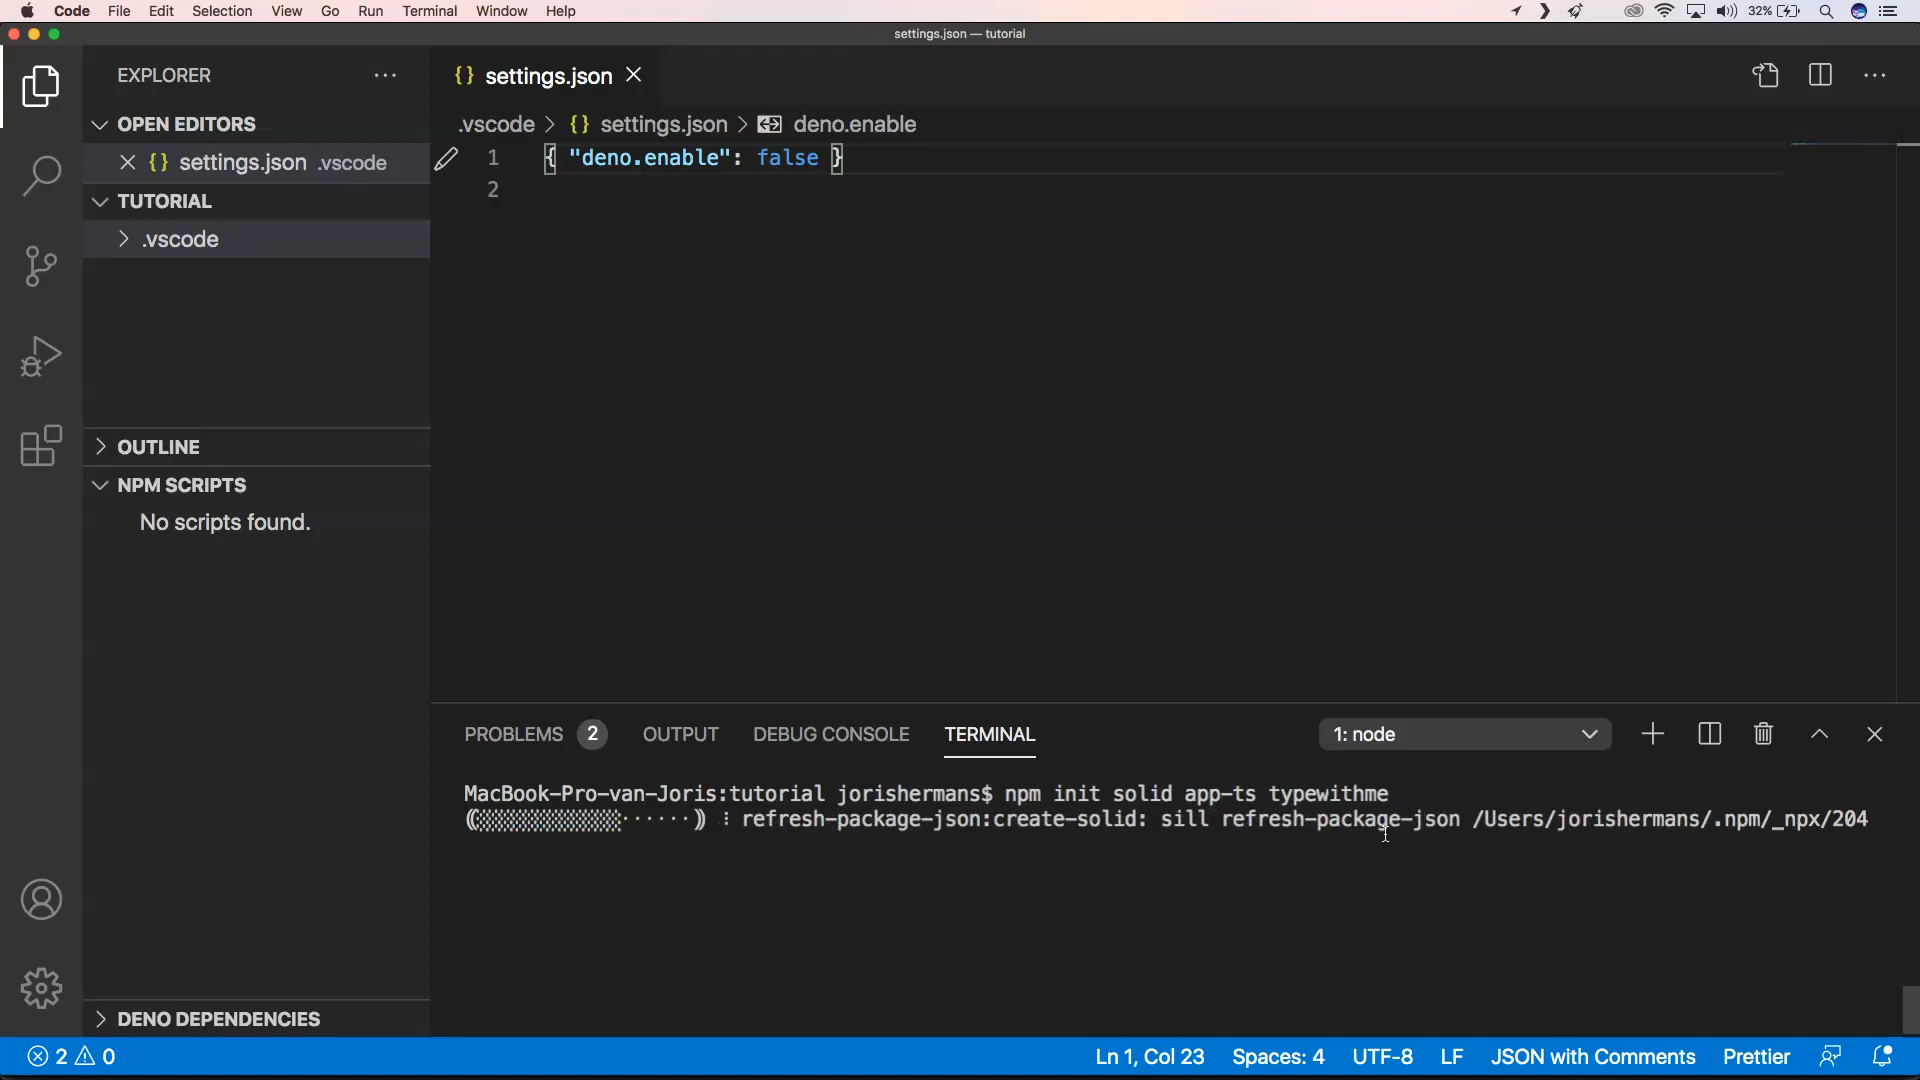 Code File Edit Selection View Go Run Terminal Window Help 32%
settings.json — tutorial
EXPLORER
settings.json
OPEN EDITORS
.vscode > settings.json > deno.enable
settings.json .vscode
1 { "deno.enable": false }
2
TUTORIAL
.vscode
OUTLINE
NPM SCRIPTS
No scripts found.
PROBLEMS 2 OUTPUT DEBUG CONSOLE TERMINAL 1: node
MacBook-Pro-van-Joris:tutorial jorishermans$ npm init solid app-ts typewithme
⸨░░░░░░░░░░░░······⸩ ⠸ refresh-package-json:create-solid: sill refresh-package-json /Users/jorishermans/.npm/_npx/204
DENO DEPENDENCIES
2 0 Ln 1, Col 23 Spaces: 4 UTF-8 LF JSON with Comments Prettier